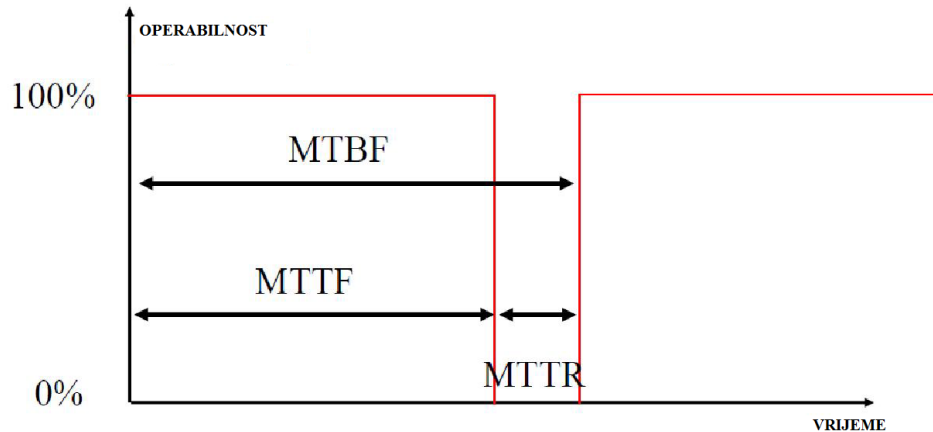 OPERABILNOST
100%
MTBF
MTTF
MTTR
0%
VRIJEME